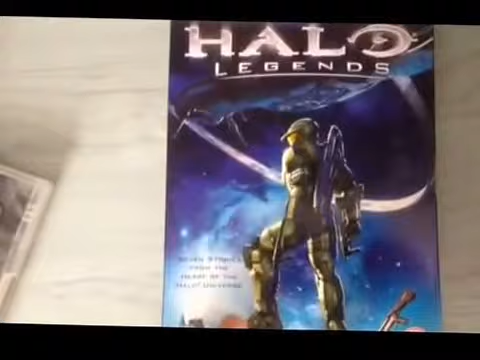 HALO
LEGENDS
SEVEN STORIES
FROM THE
HEART OF THE
HALO UNIVERSE